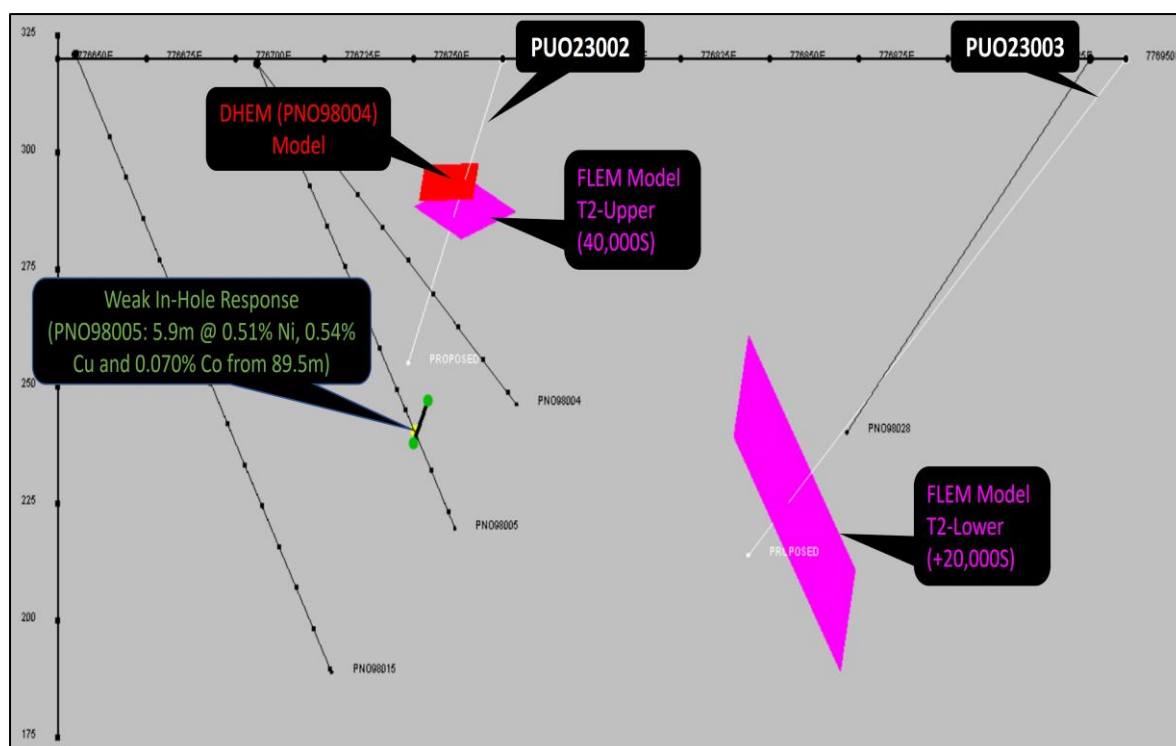 325
300
275
250
225
200
175
776650E
776675E
776700E
776725E
776750E
776825E
776850E
776875E
776950E
PUO23002
PUO23003
DHEM (PNO98004)
Model
FLEM Model
T2-Upper
(40,000S)
Weak In-Hole Response
(PNO98005: 5.9m @ 0.51% Ni, 0.54%
Cu and 0.070% Co from 89.5m)
PROPOSED
PNO98004
PNO98028
PNO98005
FLEM Model
T2-Lower
(+20,000S)
PROPOSED
PNO98015